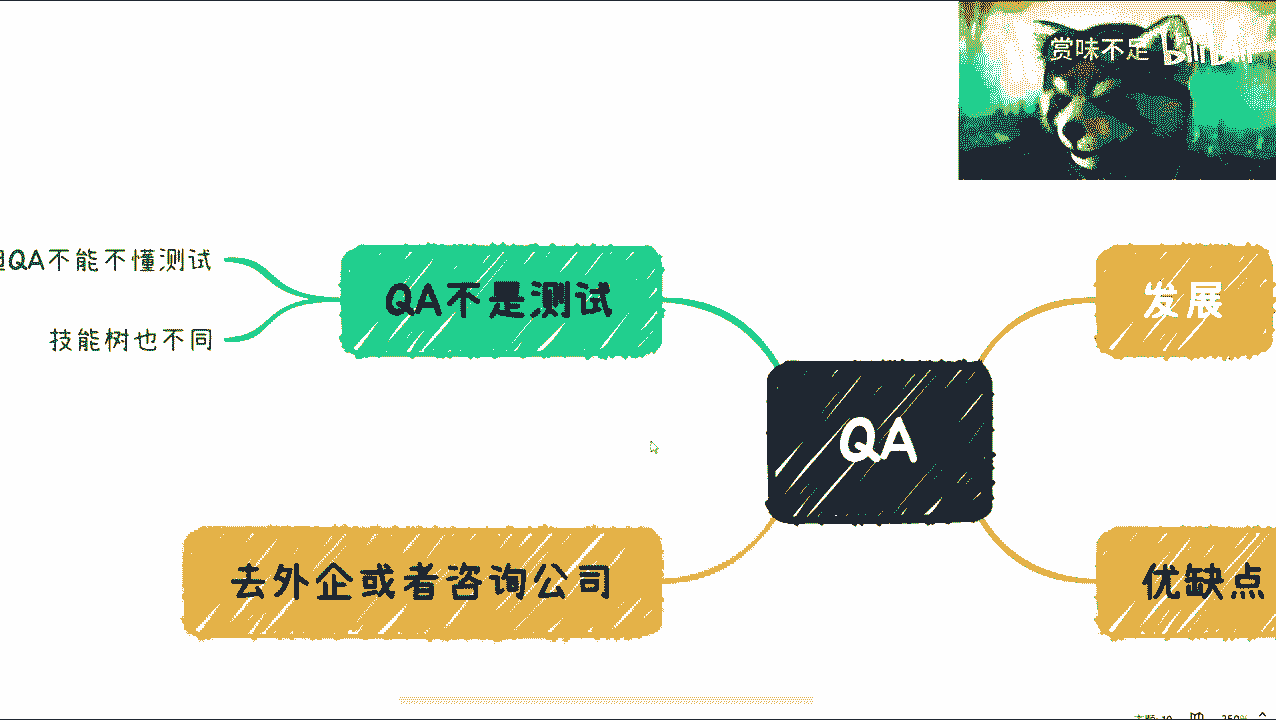 赏味不足 bilibili
QA不能不懂测试
QA不是测试
技能树也不同
发展
QA
去外企或者咨询公司
优缺点